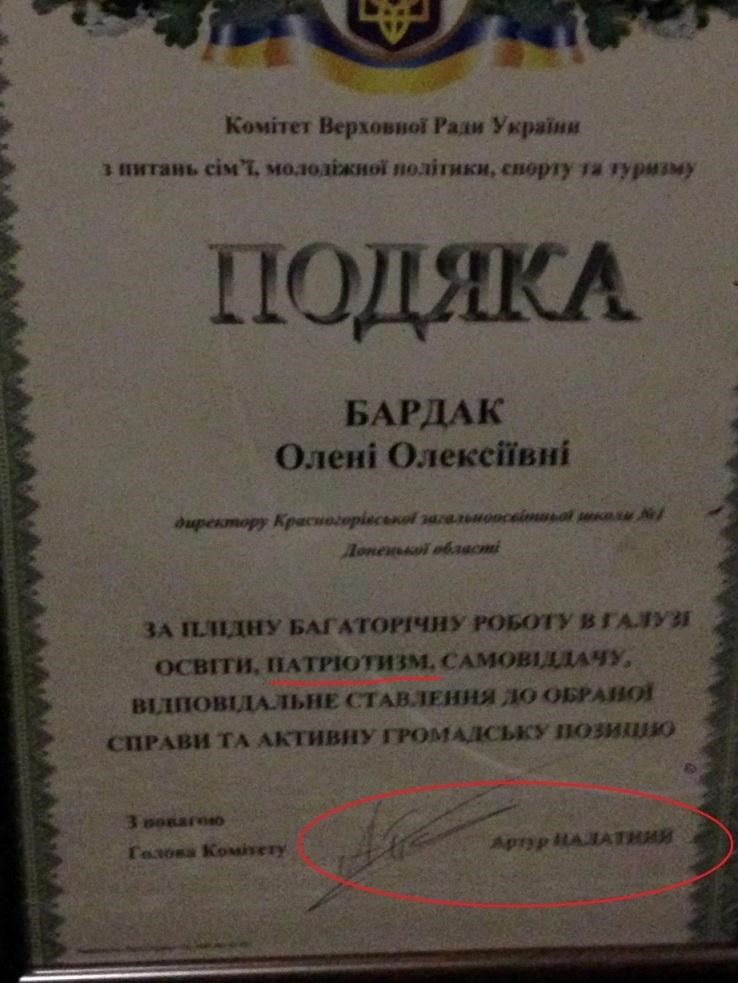 Комітет Верховної Ради України
з питань сім'ї, молодіжної політики, спорту та туризму
ПОДЯКА
БАРДАК
Олені Олексіївні
директору Красногорівської загальноосвітньої школи №1
Донецької області
ЗА ПЛІДНУ БАГАТОРІЧНУ РОБОТУ В ГАЛУЗІ
ОСВІТИ, ПАТРІОТИЗМ, САМОВІДДАЧУ,
ВІДПОВІДАЛЬНЕ СТАВЛЕННЯ ДО ОБРАНОЇ
СПРАВИ ТА АКТИВНУ ГРОМАДСЬКУ ПОЗИЦІЮ
З повагою
Голова Комітету
Артур ПАЛАТНИЙ